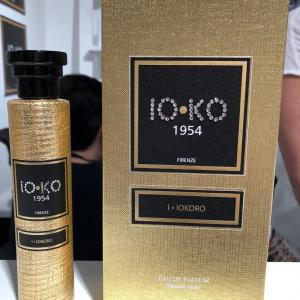 IO•KO
1954
FIRENZE
I • IOKORO
IO•KO
1954
FIRENZE
I • IOKORO
EAU DE PARFUM